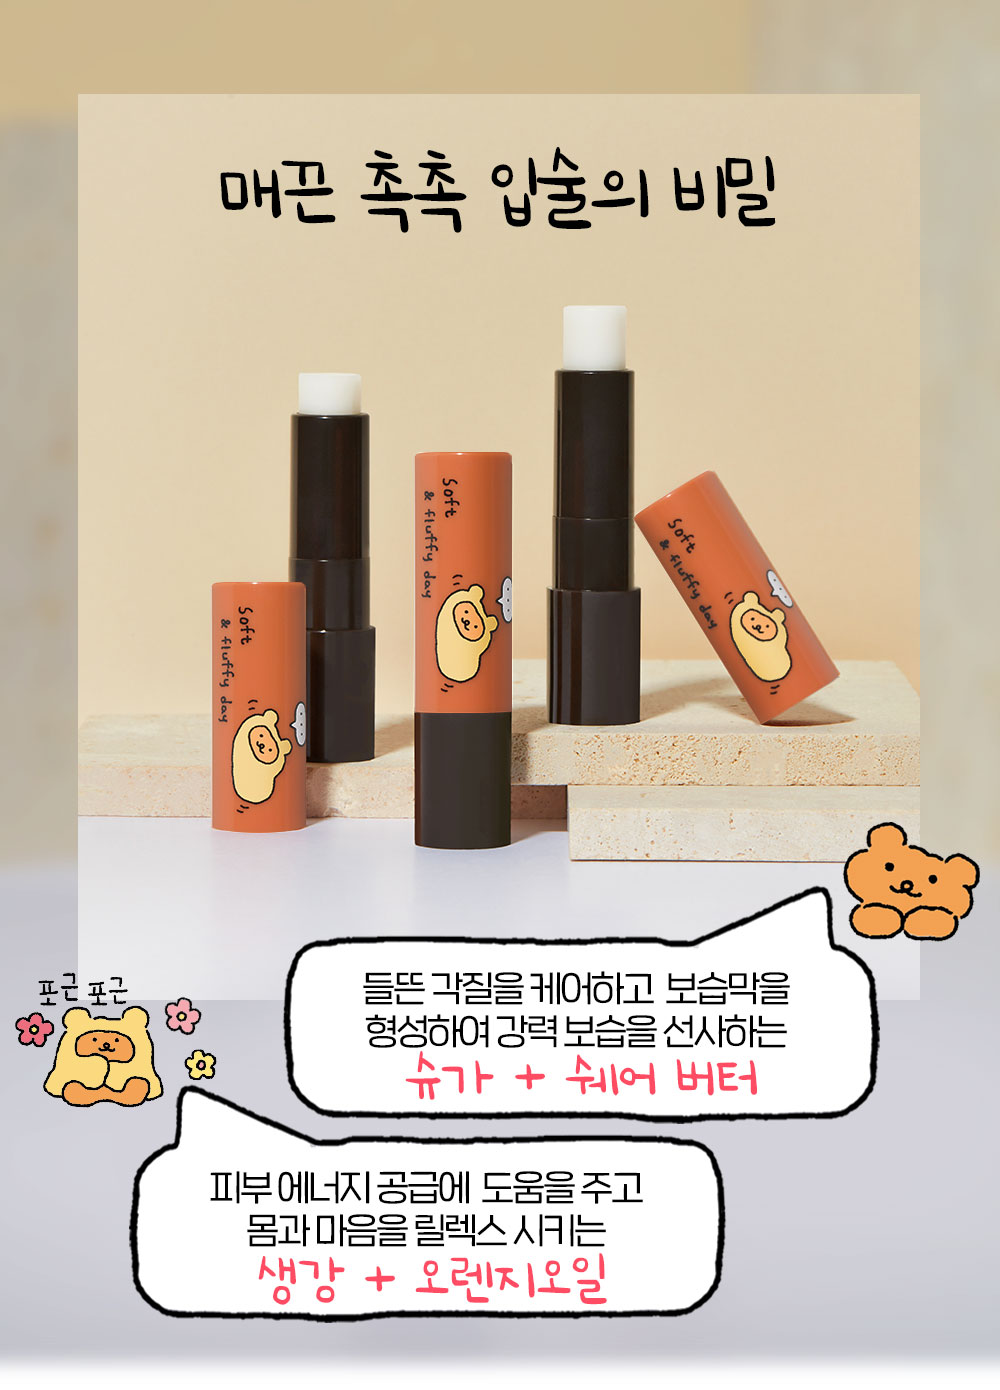 매끈 촉촉 입술의 비밀
Soft
& fluffy day
Soft
& fluffy day
Soft
& fluffy day
들뜬 각질을 케어하고 보습막을
형성하여 강력 보습을 선사하는
슈가 + 쉐어 버터
포근 포근
피부 에너지 공급에 도움을 주고
몸과 마음을 릴렉스 시키는
생강 + 오렌지오일